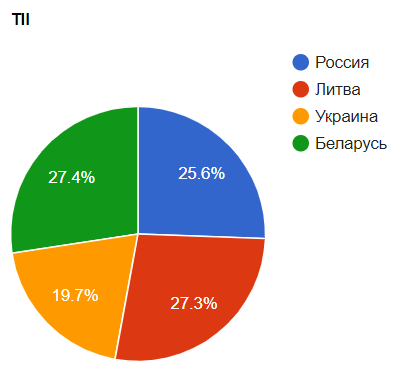 TII
Россия
Литва
Украина
Беларусь
25.6%
27.4%
19.7%
27.3%